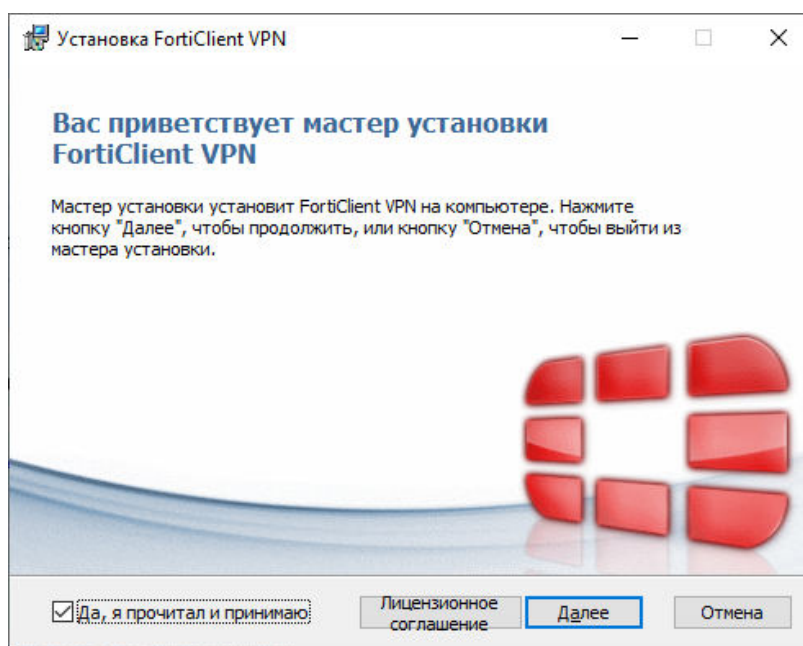 Установка FortiClient VPN
Вас приветствует мастер установки
FortiClient VPN
Мастер установки установит FortiClient VPN на компьютере. Нажмите
кнопку "Далее", чтобы продолжить, или кнопку "Отмена", чтобы выйти из
мастера установки.
Да, я прочитал и принимаю
Лицензионное
соглашение
Далее
Отмена